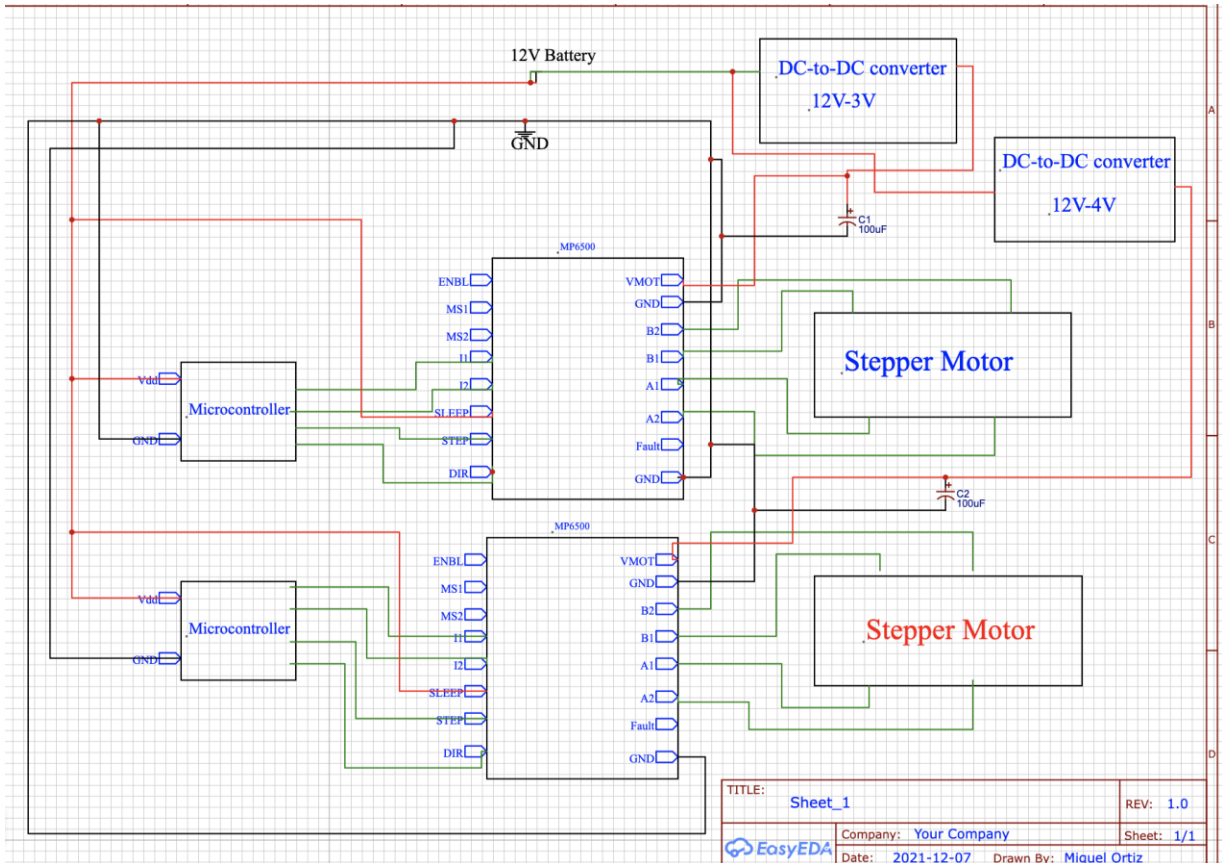 12V Battery
DC-to-DC converter
12V-3V
A
GND
DC-to-DC converter
12V-4V
C1
100uF
MP6500
ENBL
MS1
MS2
I1
I2
SLEEP
STEP
DIR
VMOT
GND
B2
B1
A1
A2
Fault
GND
B
Stepper Motor
Vdd
Microcontroller
GND
C2
100uF
MP6500
ENBL
MS1
MS2
I1
I2
SLEEP
STEP
DIR
VMOT
GND
B2
B1
A1
A2
Fault
GND
C
Stepper Motor
Vdd
Microcontroller
GND
D
TITLE:
Sheet_1
REV: 1.0
EasyEDA
Company: Your Company
Sheet: 1/1
Date: 2021-12-07 Drawn By: Miguel Ortiz